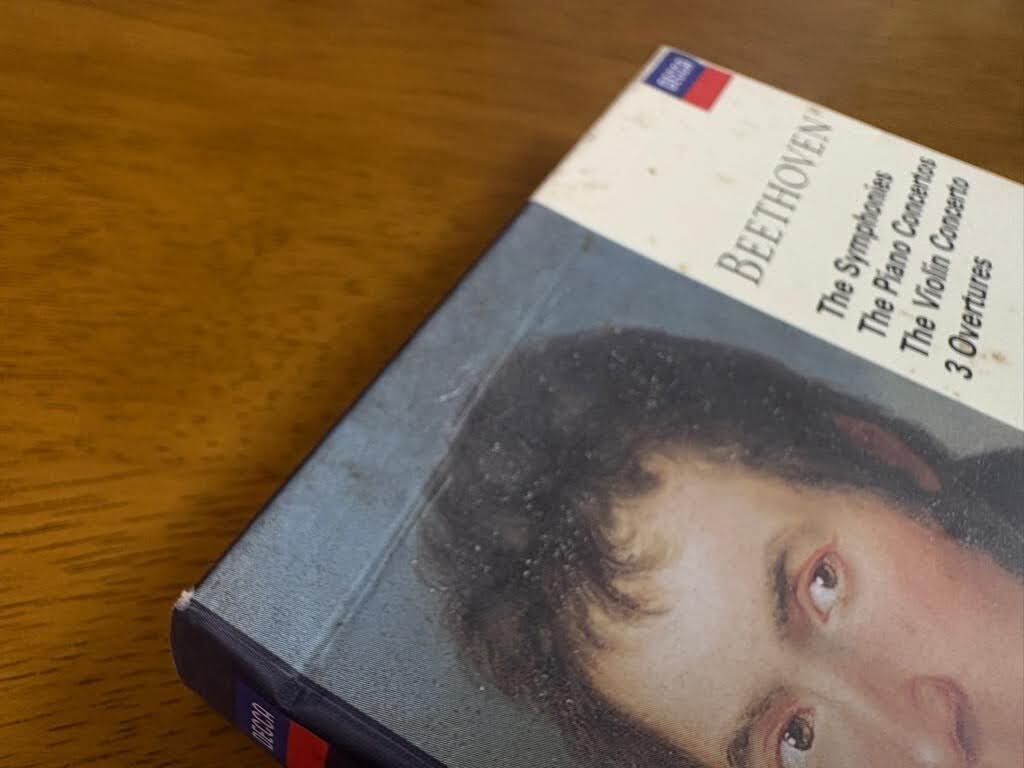 DECCA
BEETHOVEN
The Symphonies
The Piano Concertos
The Violin Concerto
3 Overtures
DECCA